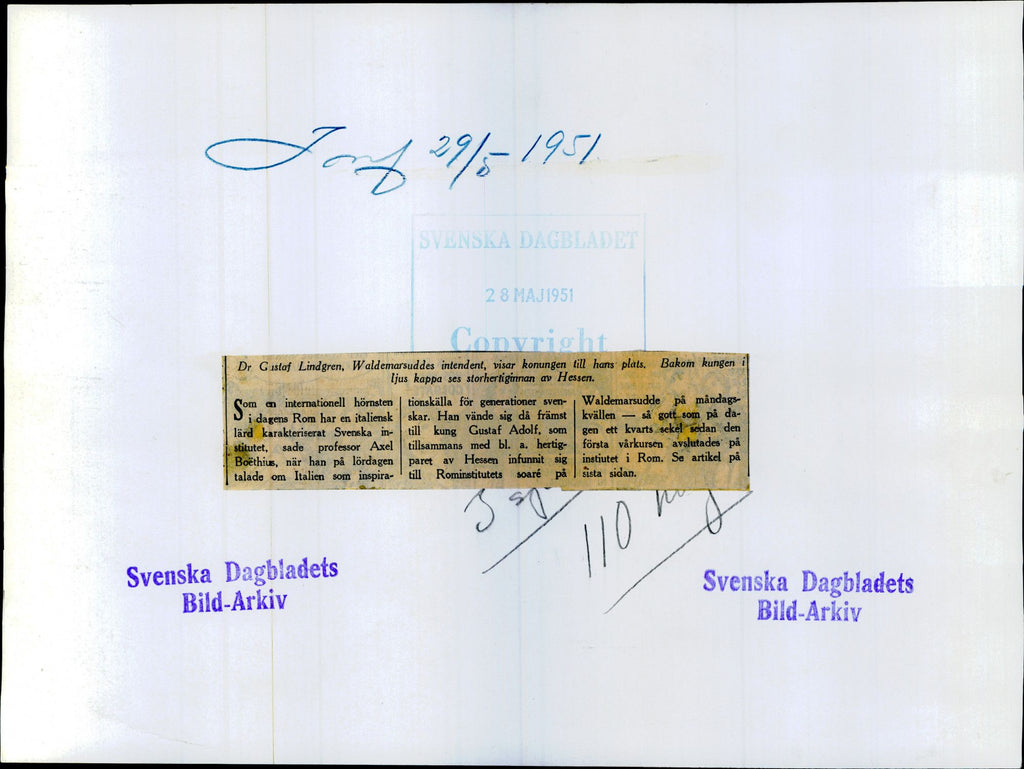 29/5-1951
SVENSKA DAGBLADET
28 MAJ 1951
Copyright
Dr Gustaf Lindgren, Waldemarsuddes intendent, visar konungen till hans plats. Bakom kungen i
ljus kappa ses storhertiginnan av Hessen.
Som en internationell hörnsten
i dagens Rom har en italiensk
lärd karakteriserat Svenska in-
stitutet, sade professor Axel
Boëthius, när han på lördagen
talade om Italien som inspira-
tionskälla för generationer sven-
skar. Han vände sig då främst
till kung Gustaf Adolf, som
tillsammans med bl. a. hertig-
paret av Hessen infunnit sig
till Rominstitutets soaré på
Waldemarsudde på måndags-
kvällen — så gott som på da-
gen ett kvarts sekel sedan den
första vårkursen avslutades på
instiutet i Rom. Se artikel på
sista sidan.
3 sp
110
Svenska Dagbladets
Bild-Arkiv
Svenska Dagbladets
Bild-Arkiv